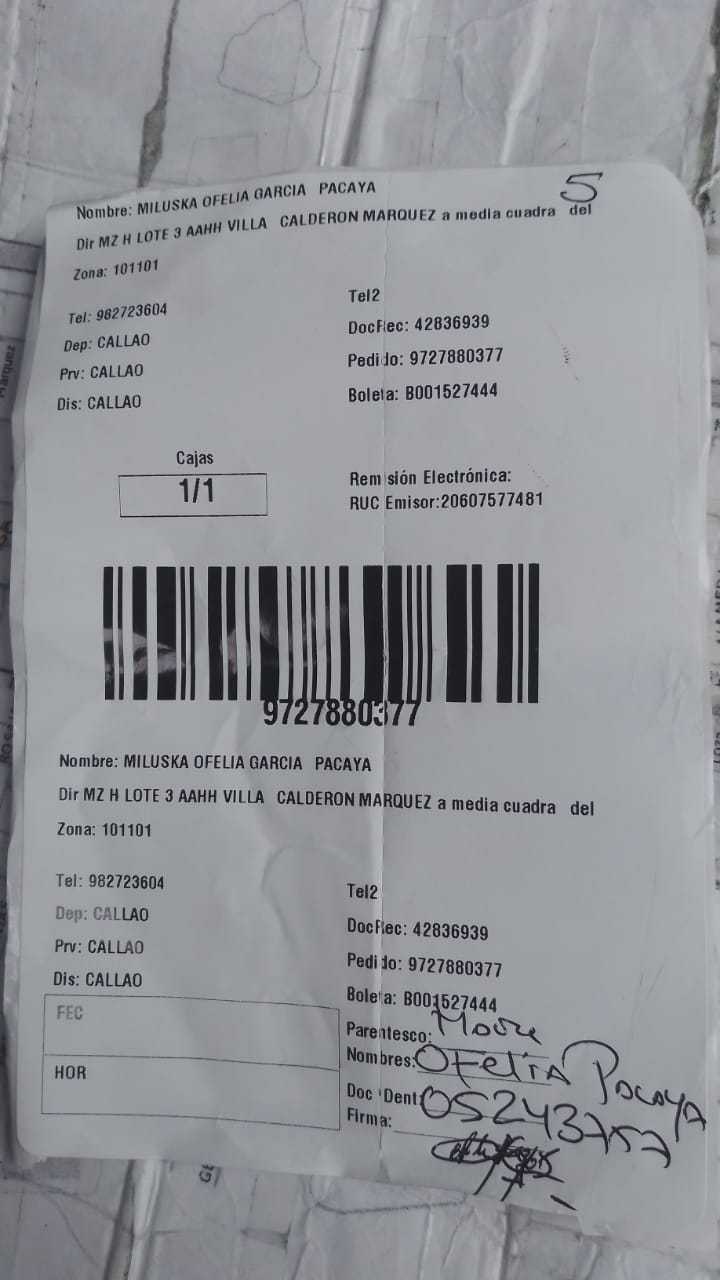 5
Nombre: MILUSKA OFELIA GARCIA PACAYA
Dir MZ H LOTE 3 AAHH VILLA CALDERON MARQUEZ a media cuadra del
Zona: 101101
Tel: 982723604
Dep: CALLAO
Prv: CALLAO
Dis: CALLAO
Tel2
DocRec: 42836939
Pedido: 9727880377
Boleta: B001527444
Cajas
1/1
Remisión Electrónica:
RUC Emisor:20607577481
9727880377
Nombre: MILUSKA OFELIA GARCIA PACAYA
Dir MZ H LOTE 3 AAHH VILLA CALDERON MARQUEZ a media cuadra del
Zona: 101101
Tel: 982723604
Dep: CALLAO
Prv: CALLAO
Dis: CALLAO
FEC
HOR
Tel2
DocRec: 42836939
Pedido: 9727880377
Boleta: B001527444
Parentesco:
Nombres: OFELIA PACAYA
Doc Ident: 05243757
Firma: